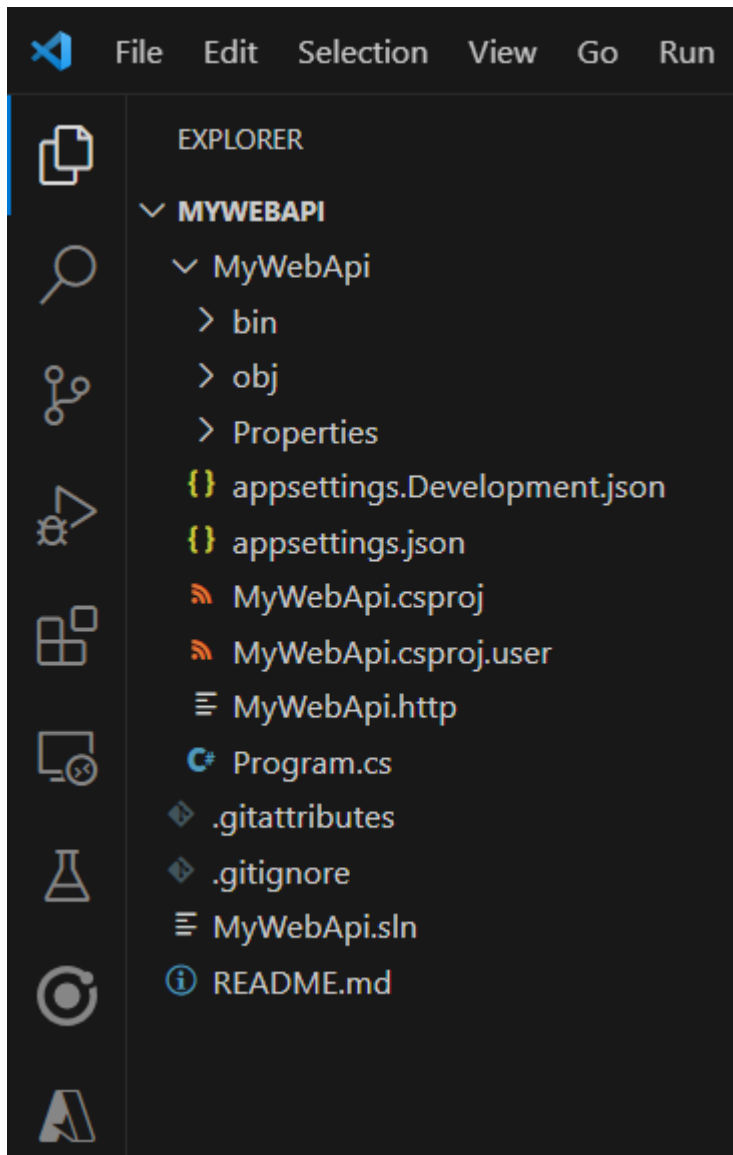 File Edit Selection View Go Run
EXPLORER
MYWEBAPI
MyWebApi
bin
obj
Properties
{} appsettings.Development.json
{} appsettings.json
MyWebApi.csproj
MyWebApi.csproj.user
MyWebApi.http
C# Program.cs
.gitattributes
.gitignore
MyWebApi.sln
README.md